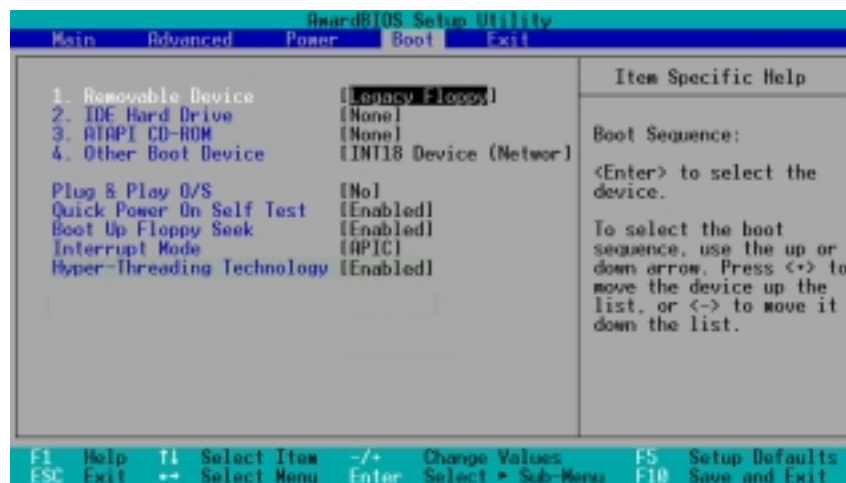 AwardBIOS Setup Utility
Main Advanced Power Boot Exit
Item Specific Help
1. Removable Device [Legacy Floppy]
2. IDE Hard Drive [None]
3. ATAPI CD-ROM [None]
4. Other Boot Device [INT18 Device (Networ]
Plug & Play O/S [No]
Quick Power On Self Test [Enabled]
Boot Up Floppy Seek [Enabled]
Interrupt Mode [APIC]
Hyper-Threading Technology [Enabled]
Boot Sequence:
<Enter> to select the
device.
To select the boot
sequence, use the up or
down arrow. Press <+> to
move the device up the
list, or <-> to move it
down the list.
F1 Help ↑↓ Select Item -/+ Change Values F5 Setup Defaults
ESC Exit ←→ Select Menu Enter Select ► Sub-Menu F10 Save and Exit